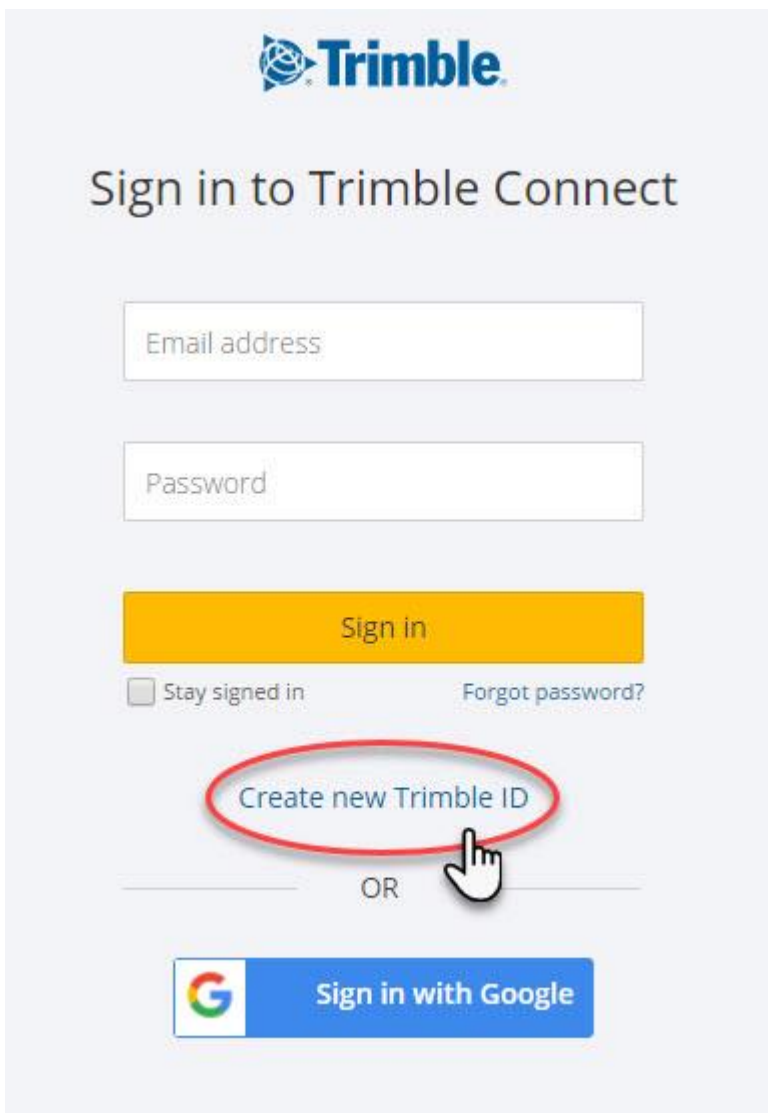 Trimble
Sign in to Trimble Connect
Email address
Password
Sign in
Stay signed in Forgot password?
Create new Trimble ID
OR
G Sign in with Google